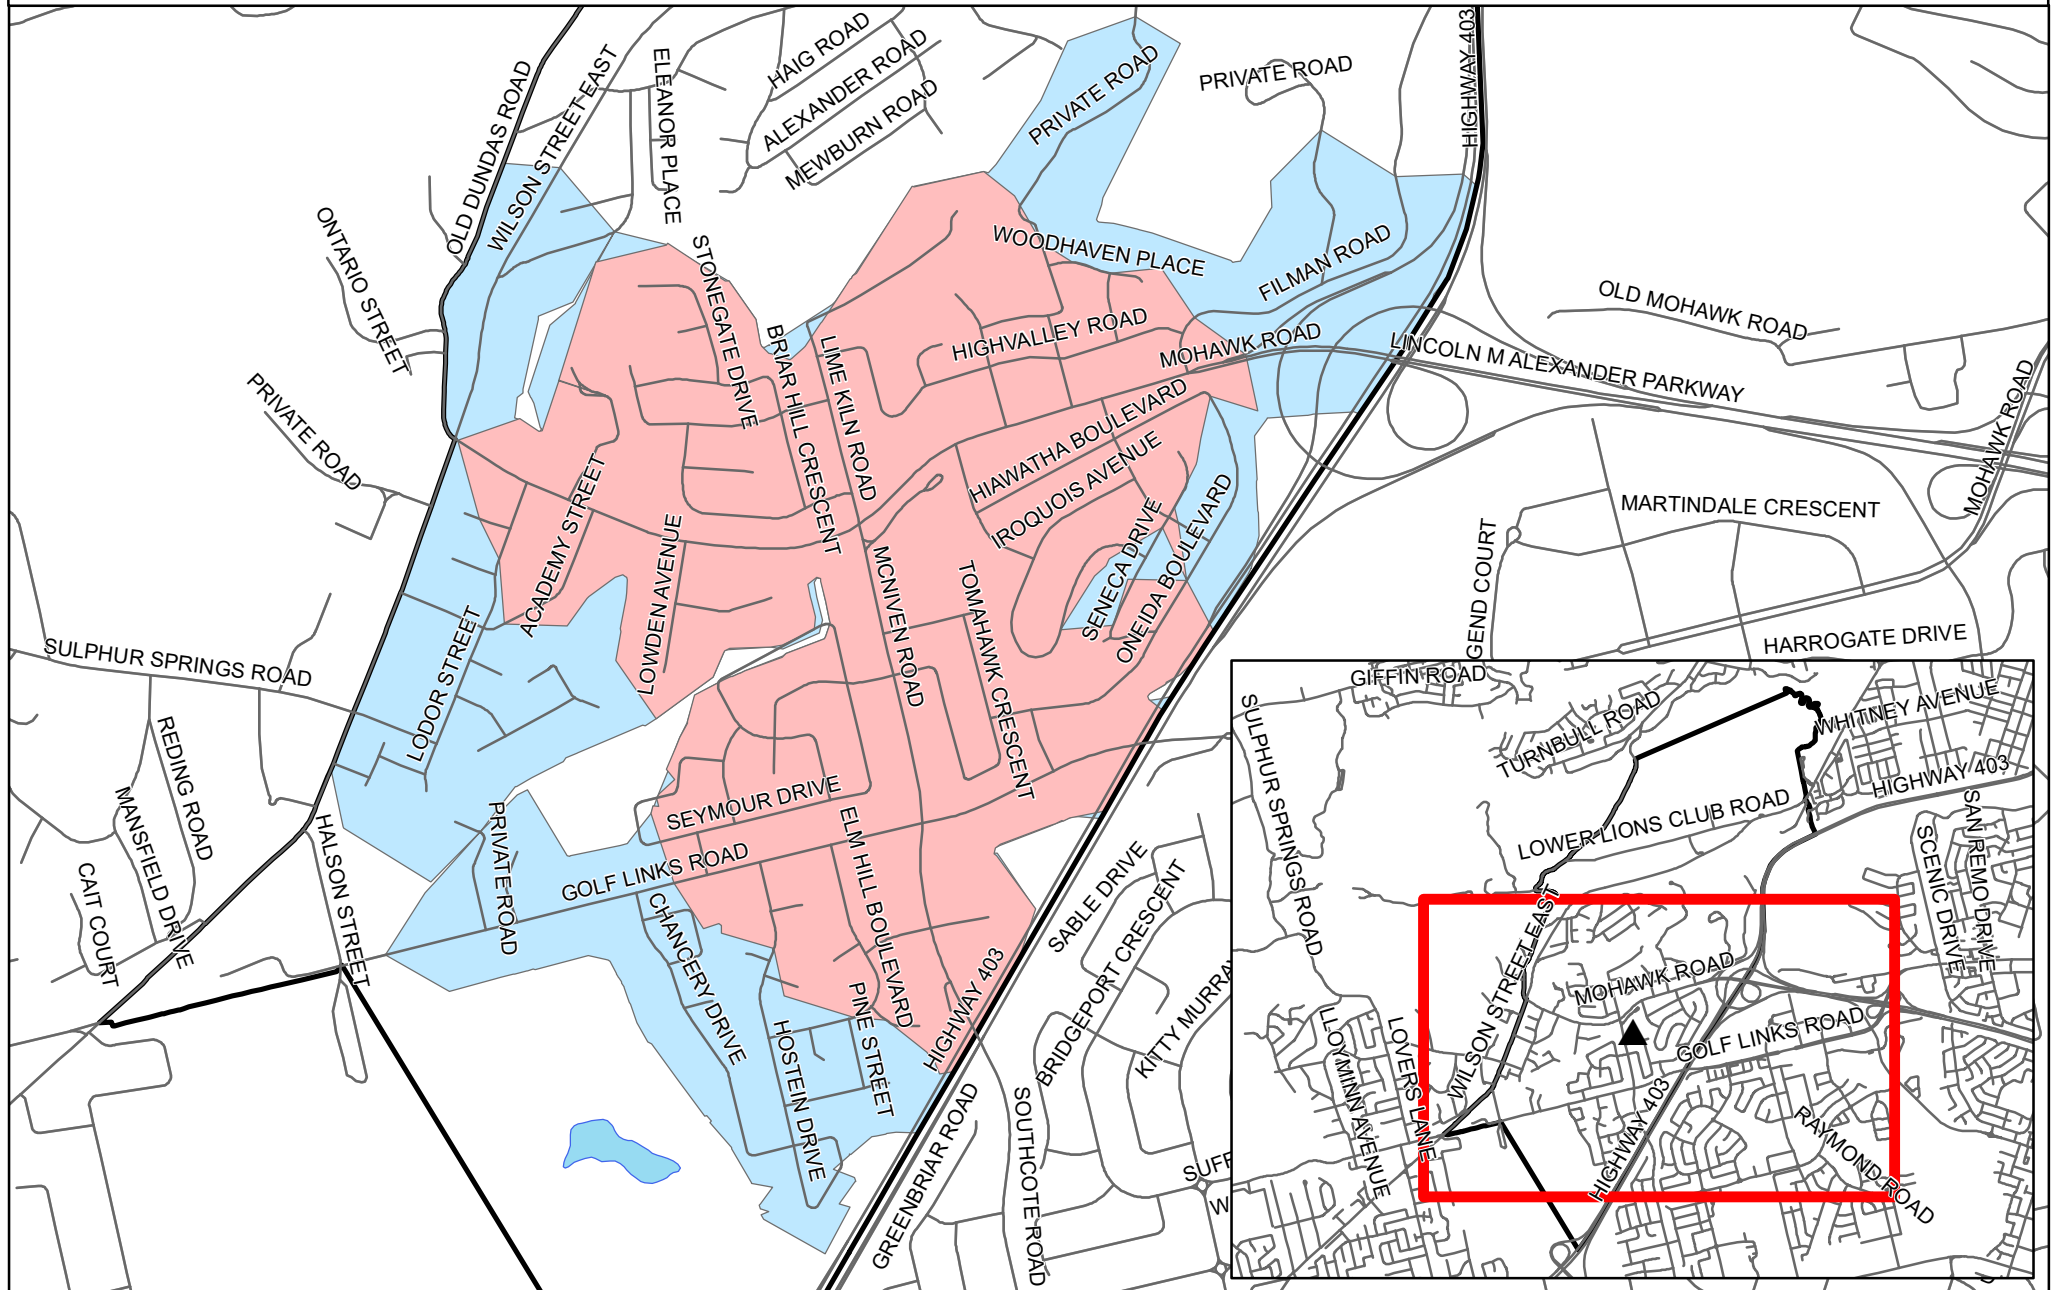 HAIG ROAD
ALEXANDER ROAD
MEWBURN ROAD
ELEANOR PLACE
OLD DUNDAS ROAD
WILSON STREET EAST
PRIVATE ROAD
PRIVATE ROAD
HIGHWAY 403
ONTARIO STREET
STONEGATE DRIVE
WOODHAVEN PLACE
FILMAN ROAD
OLD MOHAWK ROAD
HIGHVALLEY ROAD
MOHAWK ROAD
LINCOLN M ALEXANDER PARKWAY
BRIAR HILL CRESCENT
LIME KILN ROAD
PRIVATE ROAD
MOHAWK ROAD
HIAWATHA BOULEVARD
IROQUOIS AVENUE
MARTINDALE CRESCENT
ACADEMY STREET
LOWDEN AVENUE
MCNIVEN ROAD
TOMAHAWK CRESCENT
SENECA DRIVE
ONEIDA BOULEVARD
GEND COURT
HARROGATE DRIVE
SULPHUR SPRINGS ROAD
LODOR STREET
REDING ROAD
MANSFIELD DRIVE
CAIT COURT
HALSON STREET
PRIVATE ROAD
SEYMOUR DRIVE
GOLF LINKS ROAD
ELM HILL BOULEVARD
CHANCERY DRIVE
HOSTEIN DRIVE
PINE STREET
HIGHWAY 403
SABLE DRIVE
BRIDGEPORT CRESCENT
KITTY MURRAY
GREENBRIAR ROAD
SOUTHCOTE ROAD
SUFF
W
GIFFIN ROAD
SULPHUR SPRINGS ROAD
TURNBULL ROAD
WHITNEY AVENUE
HIGHWAY 403
LOWER LIONS CLUB ROAD
SCENIC DRIVE
SAN REMO DRIVE
WILSON STREET EAST
MOHAWK ROAD
GOLF LINKS ROAD
LLOYMINN AVENUE
LOVERS LANE
HIGHWAY 403
RAYMOND ROAD